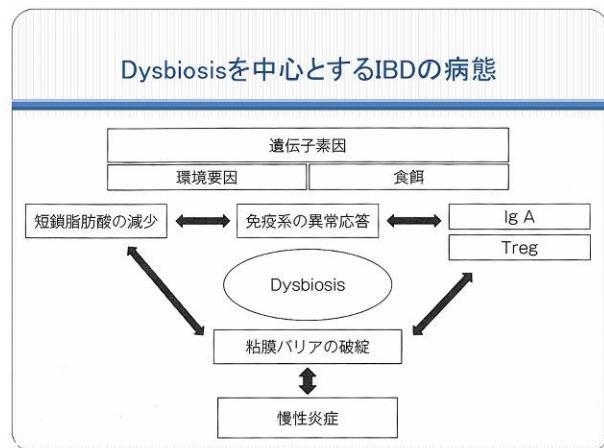 Dysbiosisを中心とするIBDの病態
遺伝子素因
環境要因
食餌
短鎖脂肪酸の減少
免疫系の異常応答
Ig A
Treg
Dysbiosis
粘膜バリアの破綻
慢性炎症